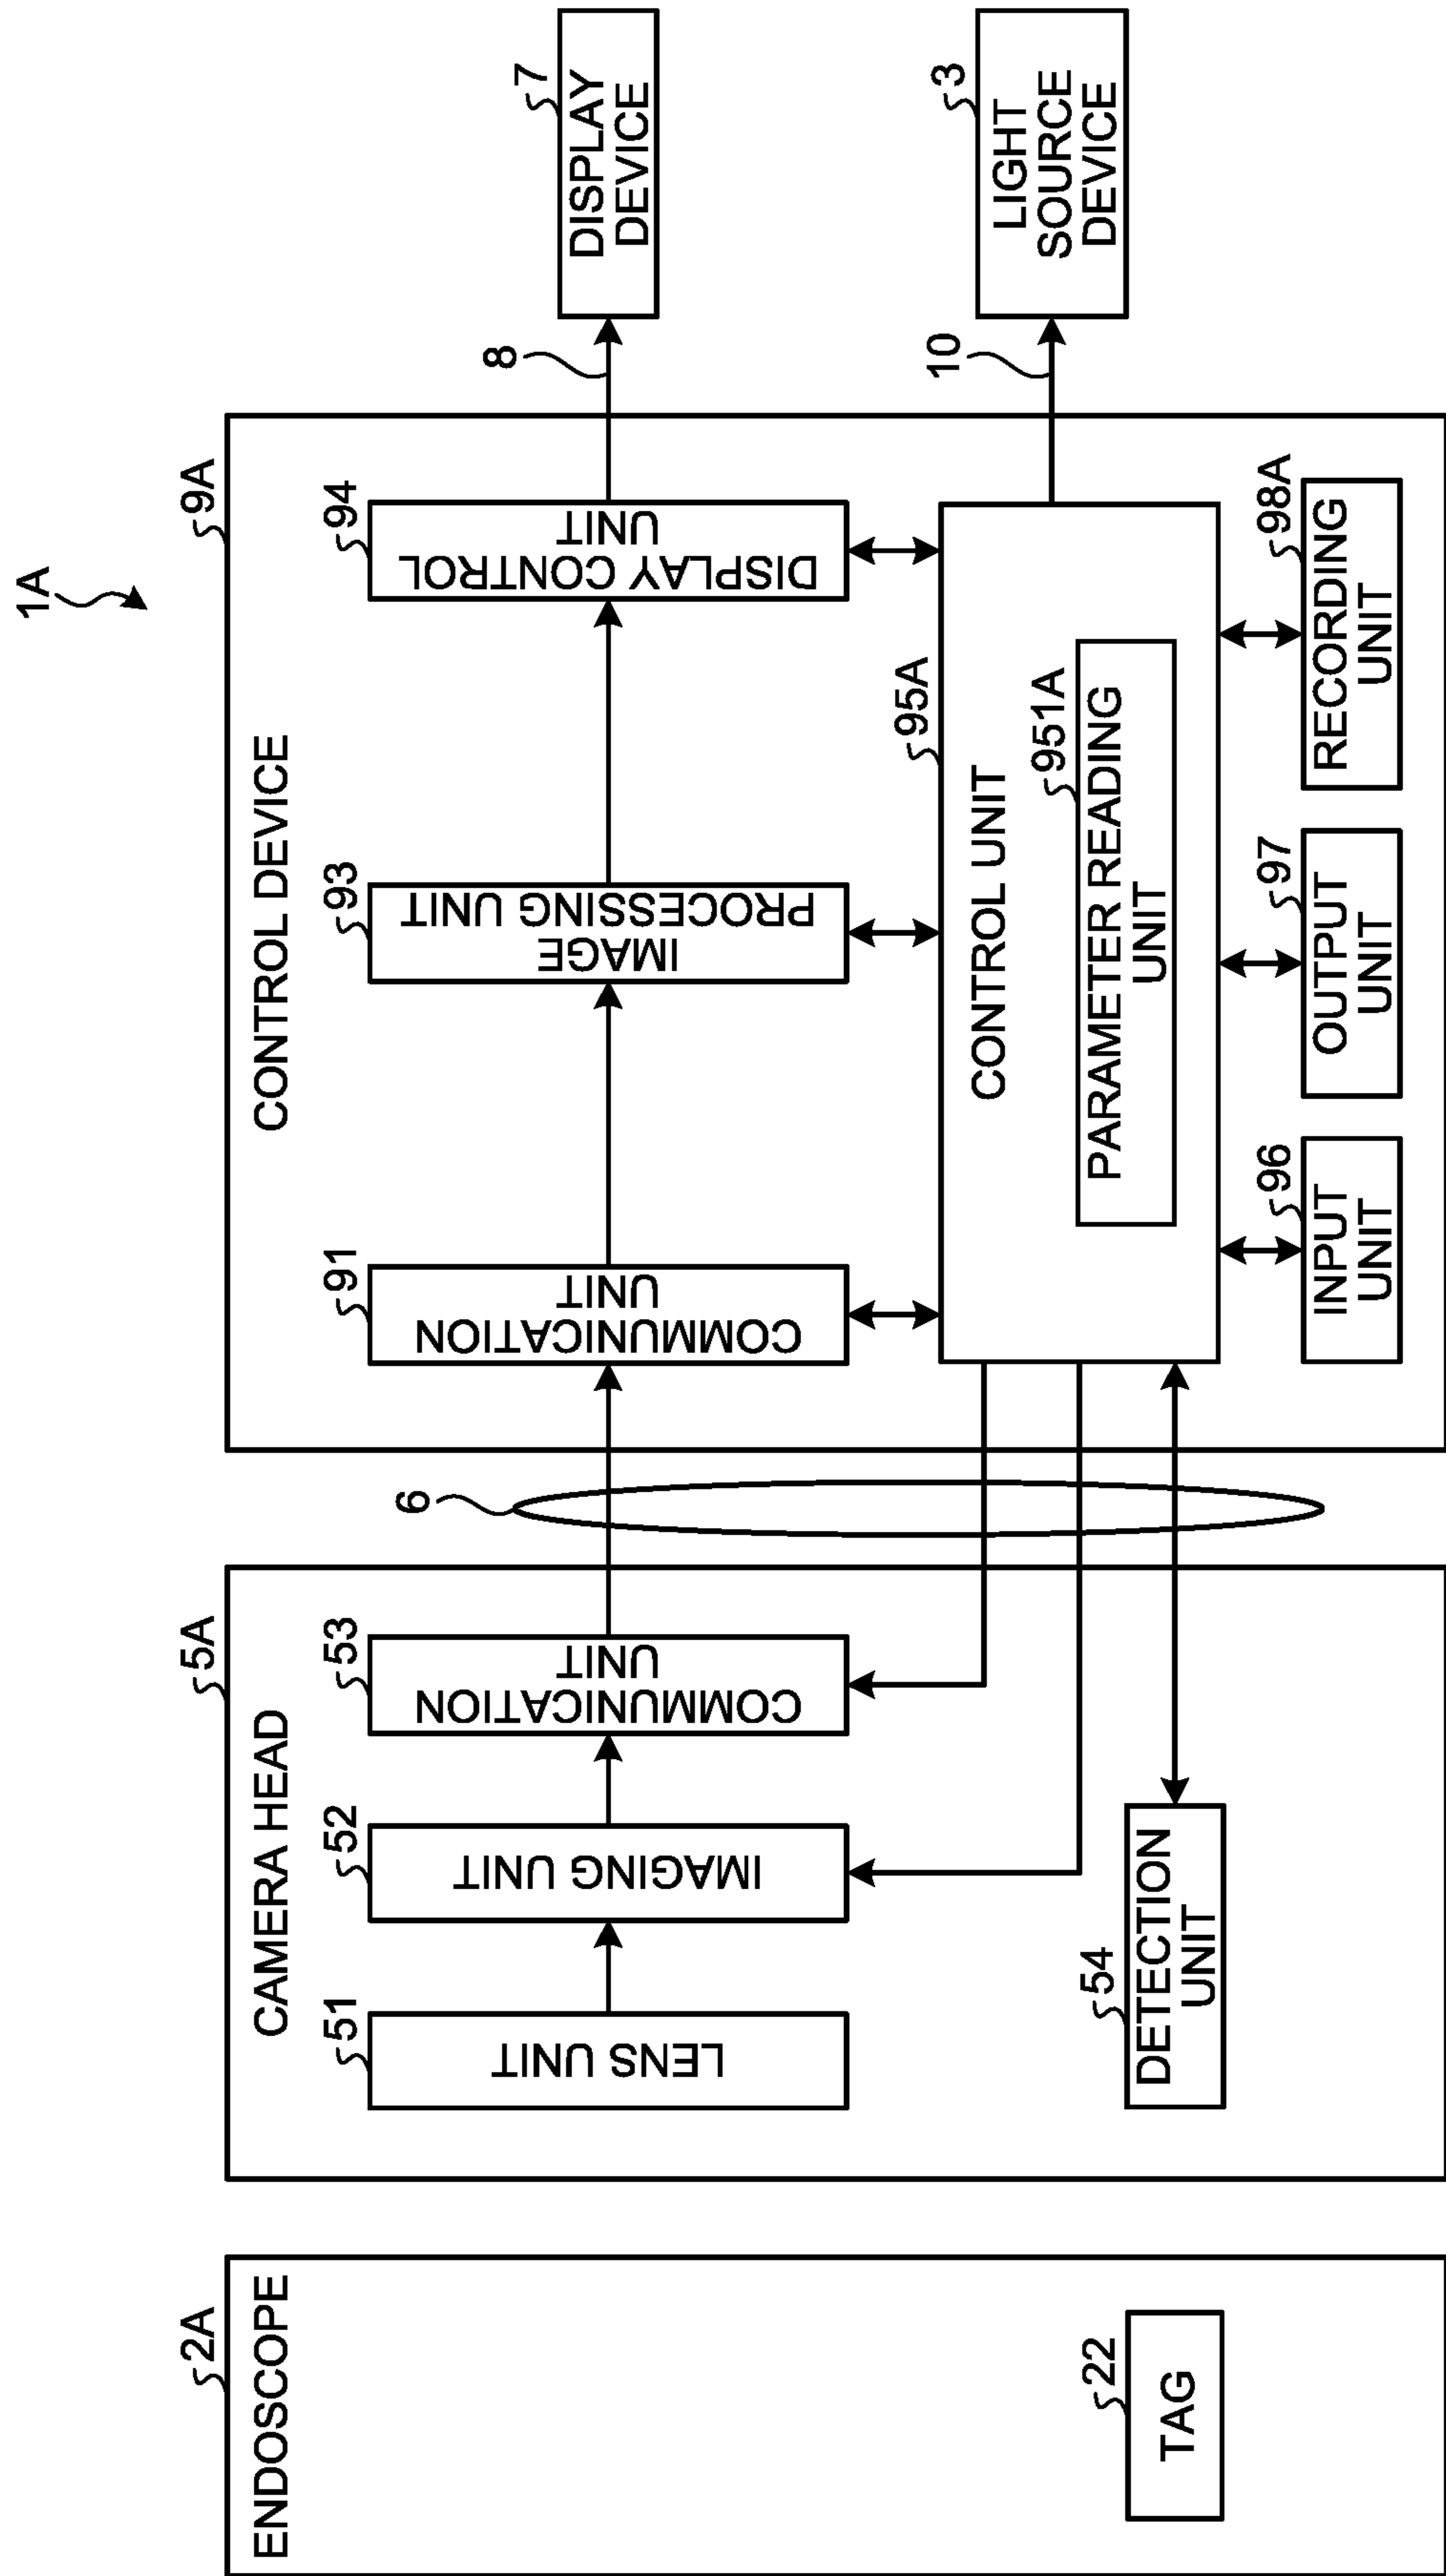 1A
2A
ENDOSCOPE
22
TAG
5A
CAMERA HEAD
51
LENS UNIT
52
IMAGING UNIT
53
COMMUNICATION
UNIT
54
DETECTION
UNIT
6
9A
CONTROL DEVICE
91
COMMUNICATION
UNIT
93
IMAGE
PROCESSING UNIT
94
DISPLAY CONTROL
UNIT
95A
CONTROL UNIT
951A
PARAMETER READING
UNIT
96
INPUT
UNIT
97
OUTPUT
UNIT
98A
RECORDING
UNIT
8
7
DISPLAY
DEVICE
10
3
LIGHT
SOURCE
DEVICE